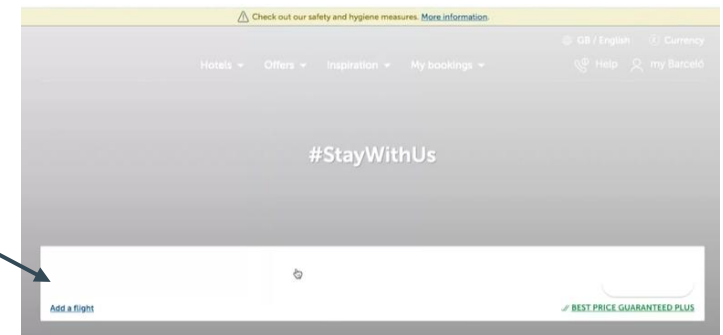 Check out our safety and hygiene measures. More information.
GB / English Currency
Hotels Offers Inspiration My bookings Help my Barceló
#StayWithUs
Add a flight BEST PRICE GUARANTEED PLUS